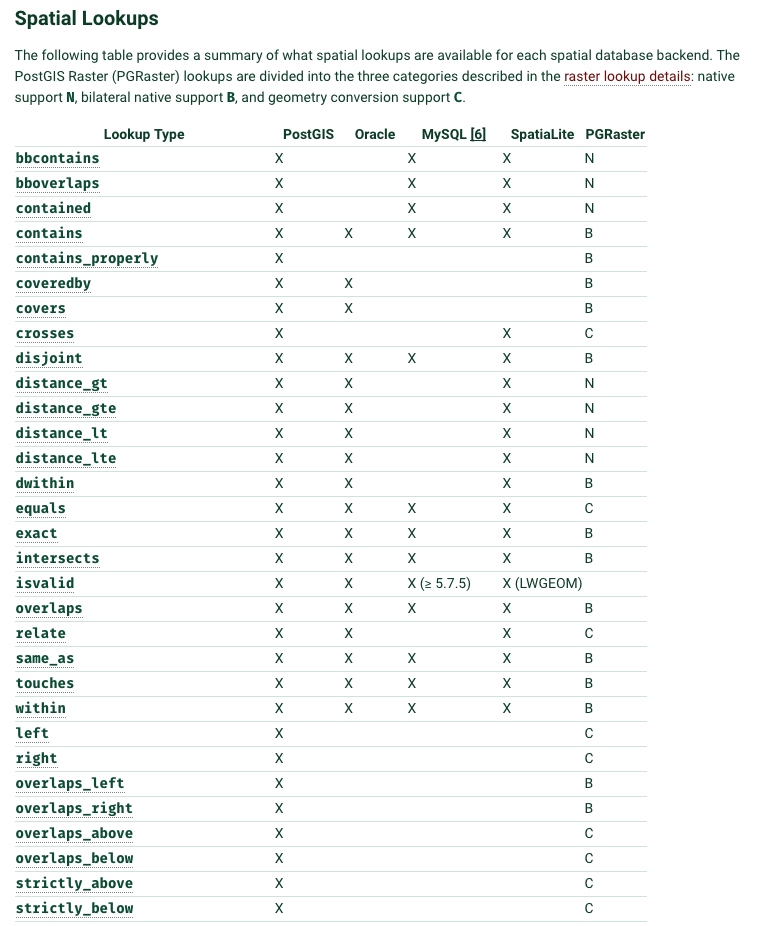 Spatial Lookups
The following table provides a summary of what spatial lookups are available for each spatial database backend. The
PostGIS Raster (PGRaster) lookups are divided into the three categories described in the raster lookup details: native
support N, bilateral native support B, and geometry conversion support C.
Lookup Type PostGIS Oracle MySQL [6] SpatiaLite PGRaster
bbcontains X X X N
bboverlaps X X X N
contained X X X N
contains X X X X B
contains_properly X B
coveredby X X B
covers X X B
crosses X X C
disjoint X X X X B
distance_gt X X X N
distance_gte X X X N
distance_lt X X X N
distance_lte X X X N
dwithin X X X B
equals X X X X C
exact X X X X B
intersects X X X X B
isvalid X X X (≥ 5.7.5) X (LWGEOM)
overlaps X X X X B
relate X X X C
same_as X X X X B
touches X X X X B
within X X X X B
left X C
right X C
overlaps_left X B
overlaps_right X B
overlaps_above X C
overlaps_below X C
strictly_above X C
strictly_below X C